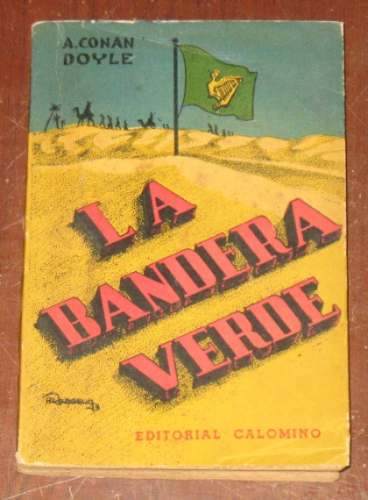 A. CONAN
DOYLE
LA
BANDERA
VERDE
EDITORIAL CALOMINO